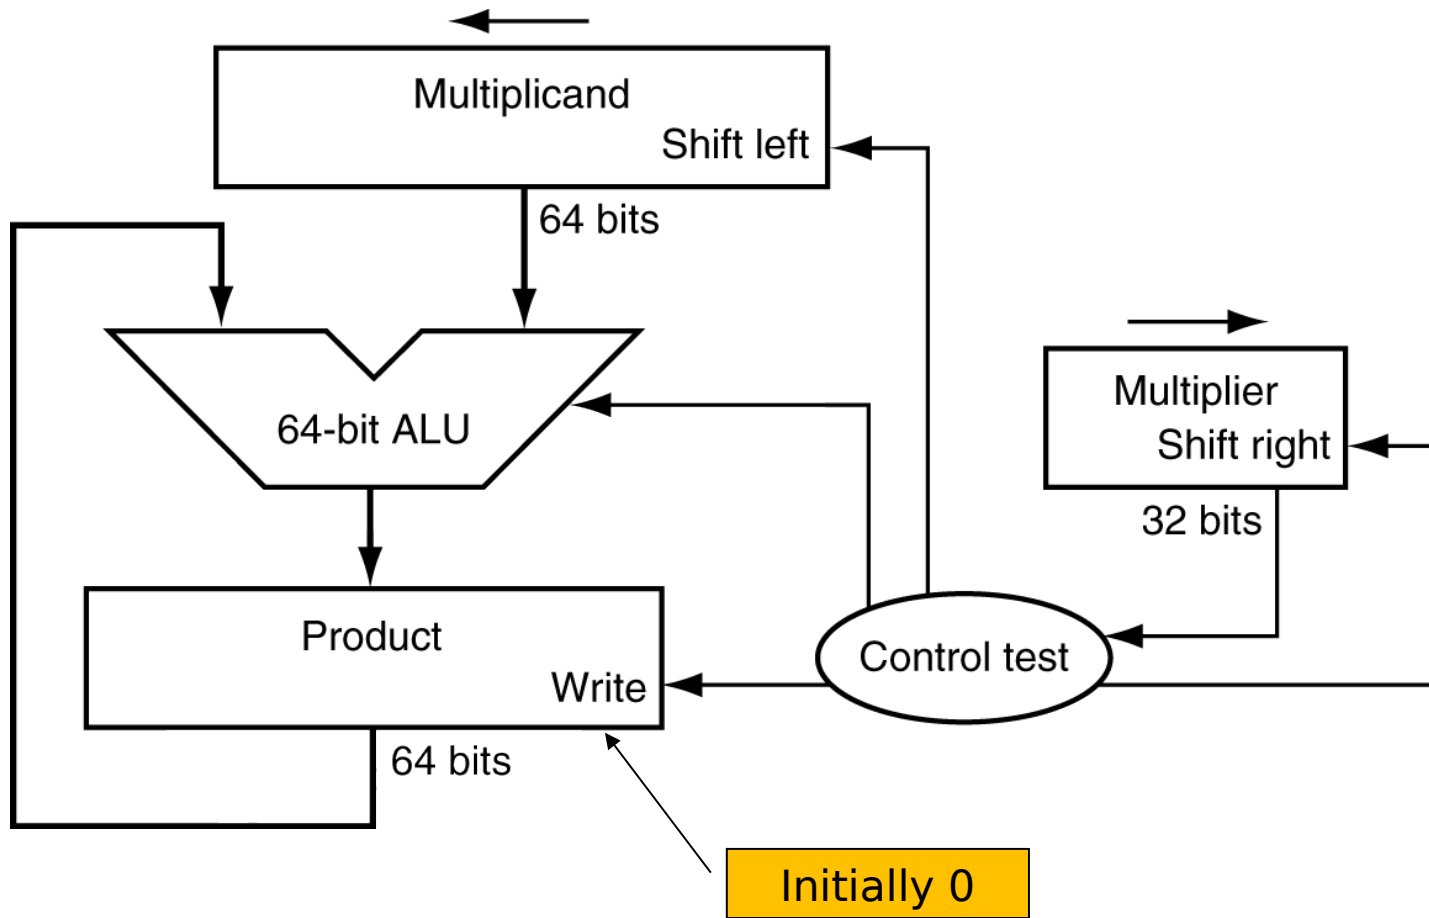 Multiplicand
Shift left
64 bits
64-bit ALU
Multiplier
Shift right
32 bits
Product
Write
Control test
64 bits
Initially 0